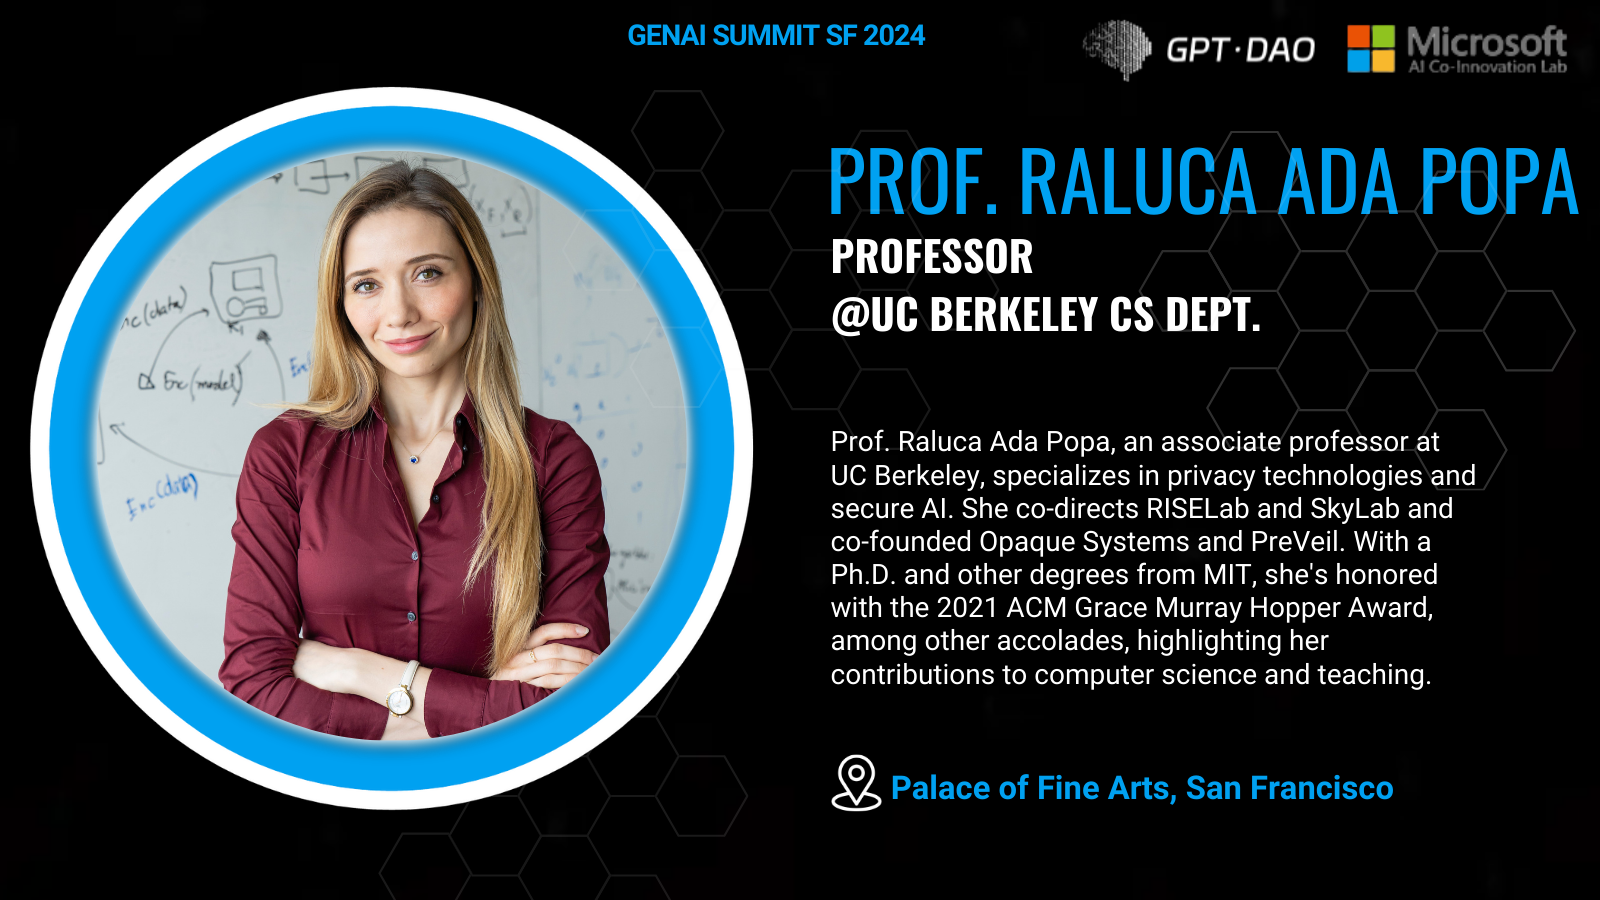 GENAI SUMMIT SF 2024
GPT·DAO
Microsoft
AI Co-Innovation Lab
PROF. RALUCA ADA POPA
PROFESSOR
@UC BERKELEY CS DEPT.
Prof. Raluca Ada Popa, an associate professor at
UC Berkeley, specializes in privacy technologies and
secure AI. She co-directs RISELab and SkyLab and
co-founded Opaque Systems and PreVeil. With a
Ph.D. and other degrees from MIT, she's honored
with the 2021 ACM Grace Murray Hopper Award,
among other accolades, highlighting her
contributions to computer science and teaching.
Palace of Fine Arts, San Francisco
Enc(model)
Enc(data)